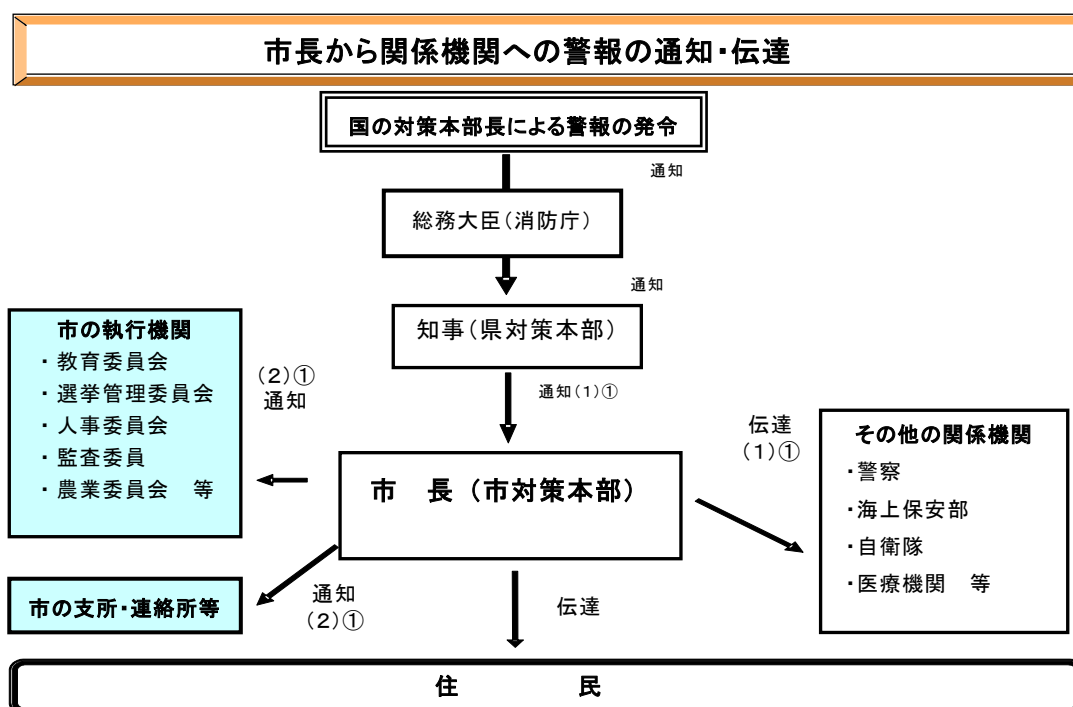 市長から関係機関への警報の通知・伝達
国の対策本部長による警報の発令
通知
総務大臣(消防庁)
通知
知事(県対策本部)
通知(1)①
市の執行機関
・教育委員会
・選挙管理委員会
・人事委員会
・監査委員
・農業委員会　等
(2)①
通知
市　長(市対策本部)
伝達
(1)①
その他の関係機関
・警察
・海上保安部
・自衛隊
・医療機関　等
市の支所・連絡所等
通知
(2)①
伝達
住　民